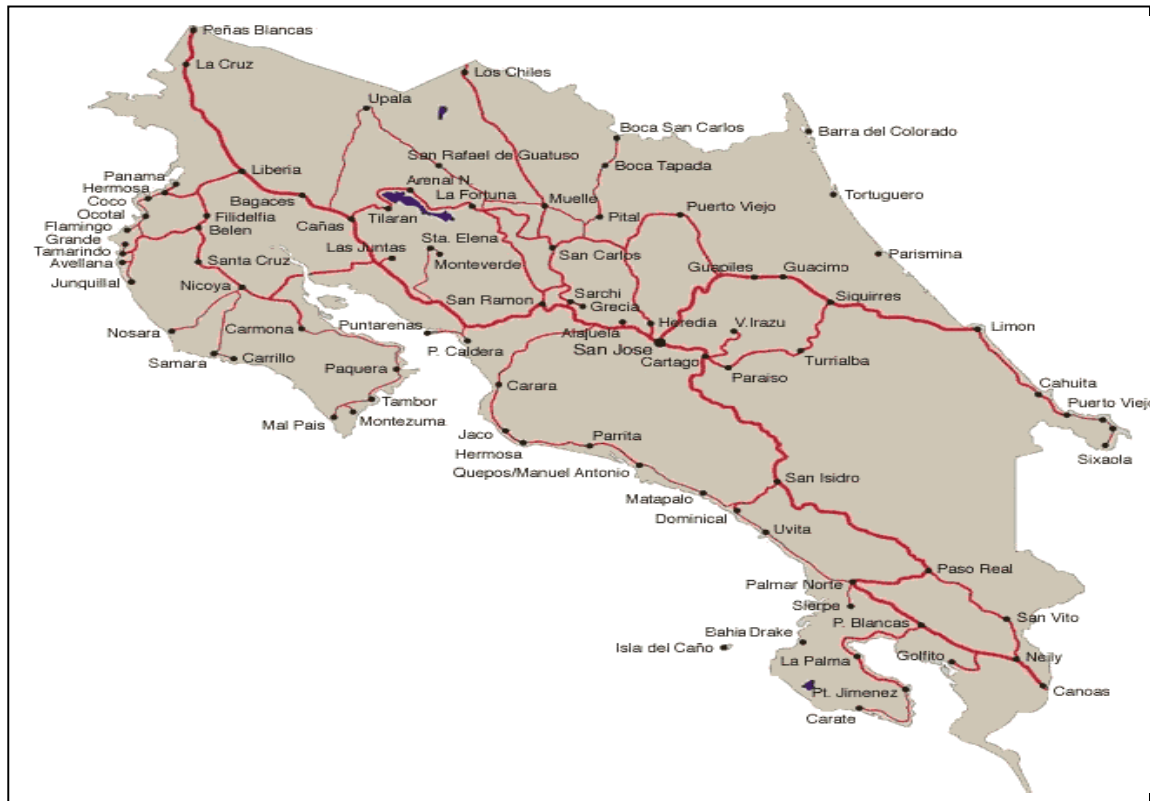 Peñas Blancas
La Cruz
Los Chiles
Upala
Boca San Carlos
Barra del Colorado
San Rafael de Guatuso
Boca Tapada
Liberia
Panama
Hermosa
Coco
Ocotal
Flamingo
Grande
Tamarindo
Avellana
Junquillal
Bagaces
Filidelfia
Belen
Cañas
Tilaran
Arenal N.
La Fortuna
Muelle
Pital
Puerto Viejo
Tortuguero
Las Juntas
Sta. Elena
Monteverde
San Carlos
Parismina
Santa Cruz
Nicoya
Guapiles
Guacimo
Siquirres
San Ramon
Sarchi
Grecia
Nosara
Carmona
Puntarenas
Alajuela
Heredia
V.Irazu
Limon
San Jose
P. Caldera
Cartago
Turrialba
Samara
Carrillo
Paquera
Paraiso
Carara
Cahuita
Tambor
Montezuma
Mal Pais
Puerto Viejo
Jaco
Hermosa
Parrita
Sixaola
Quepos/Manuel Antonio
San Isidro
Matapalo
Dominical
Uvita
Paso Real
Palmar Norte
Sierpe
P. Blancas
San Vito
Bahia Drake
Isla del Caño
La Palma
Golfito
Neily
Pt. Jimenez
Canoas
Carate